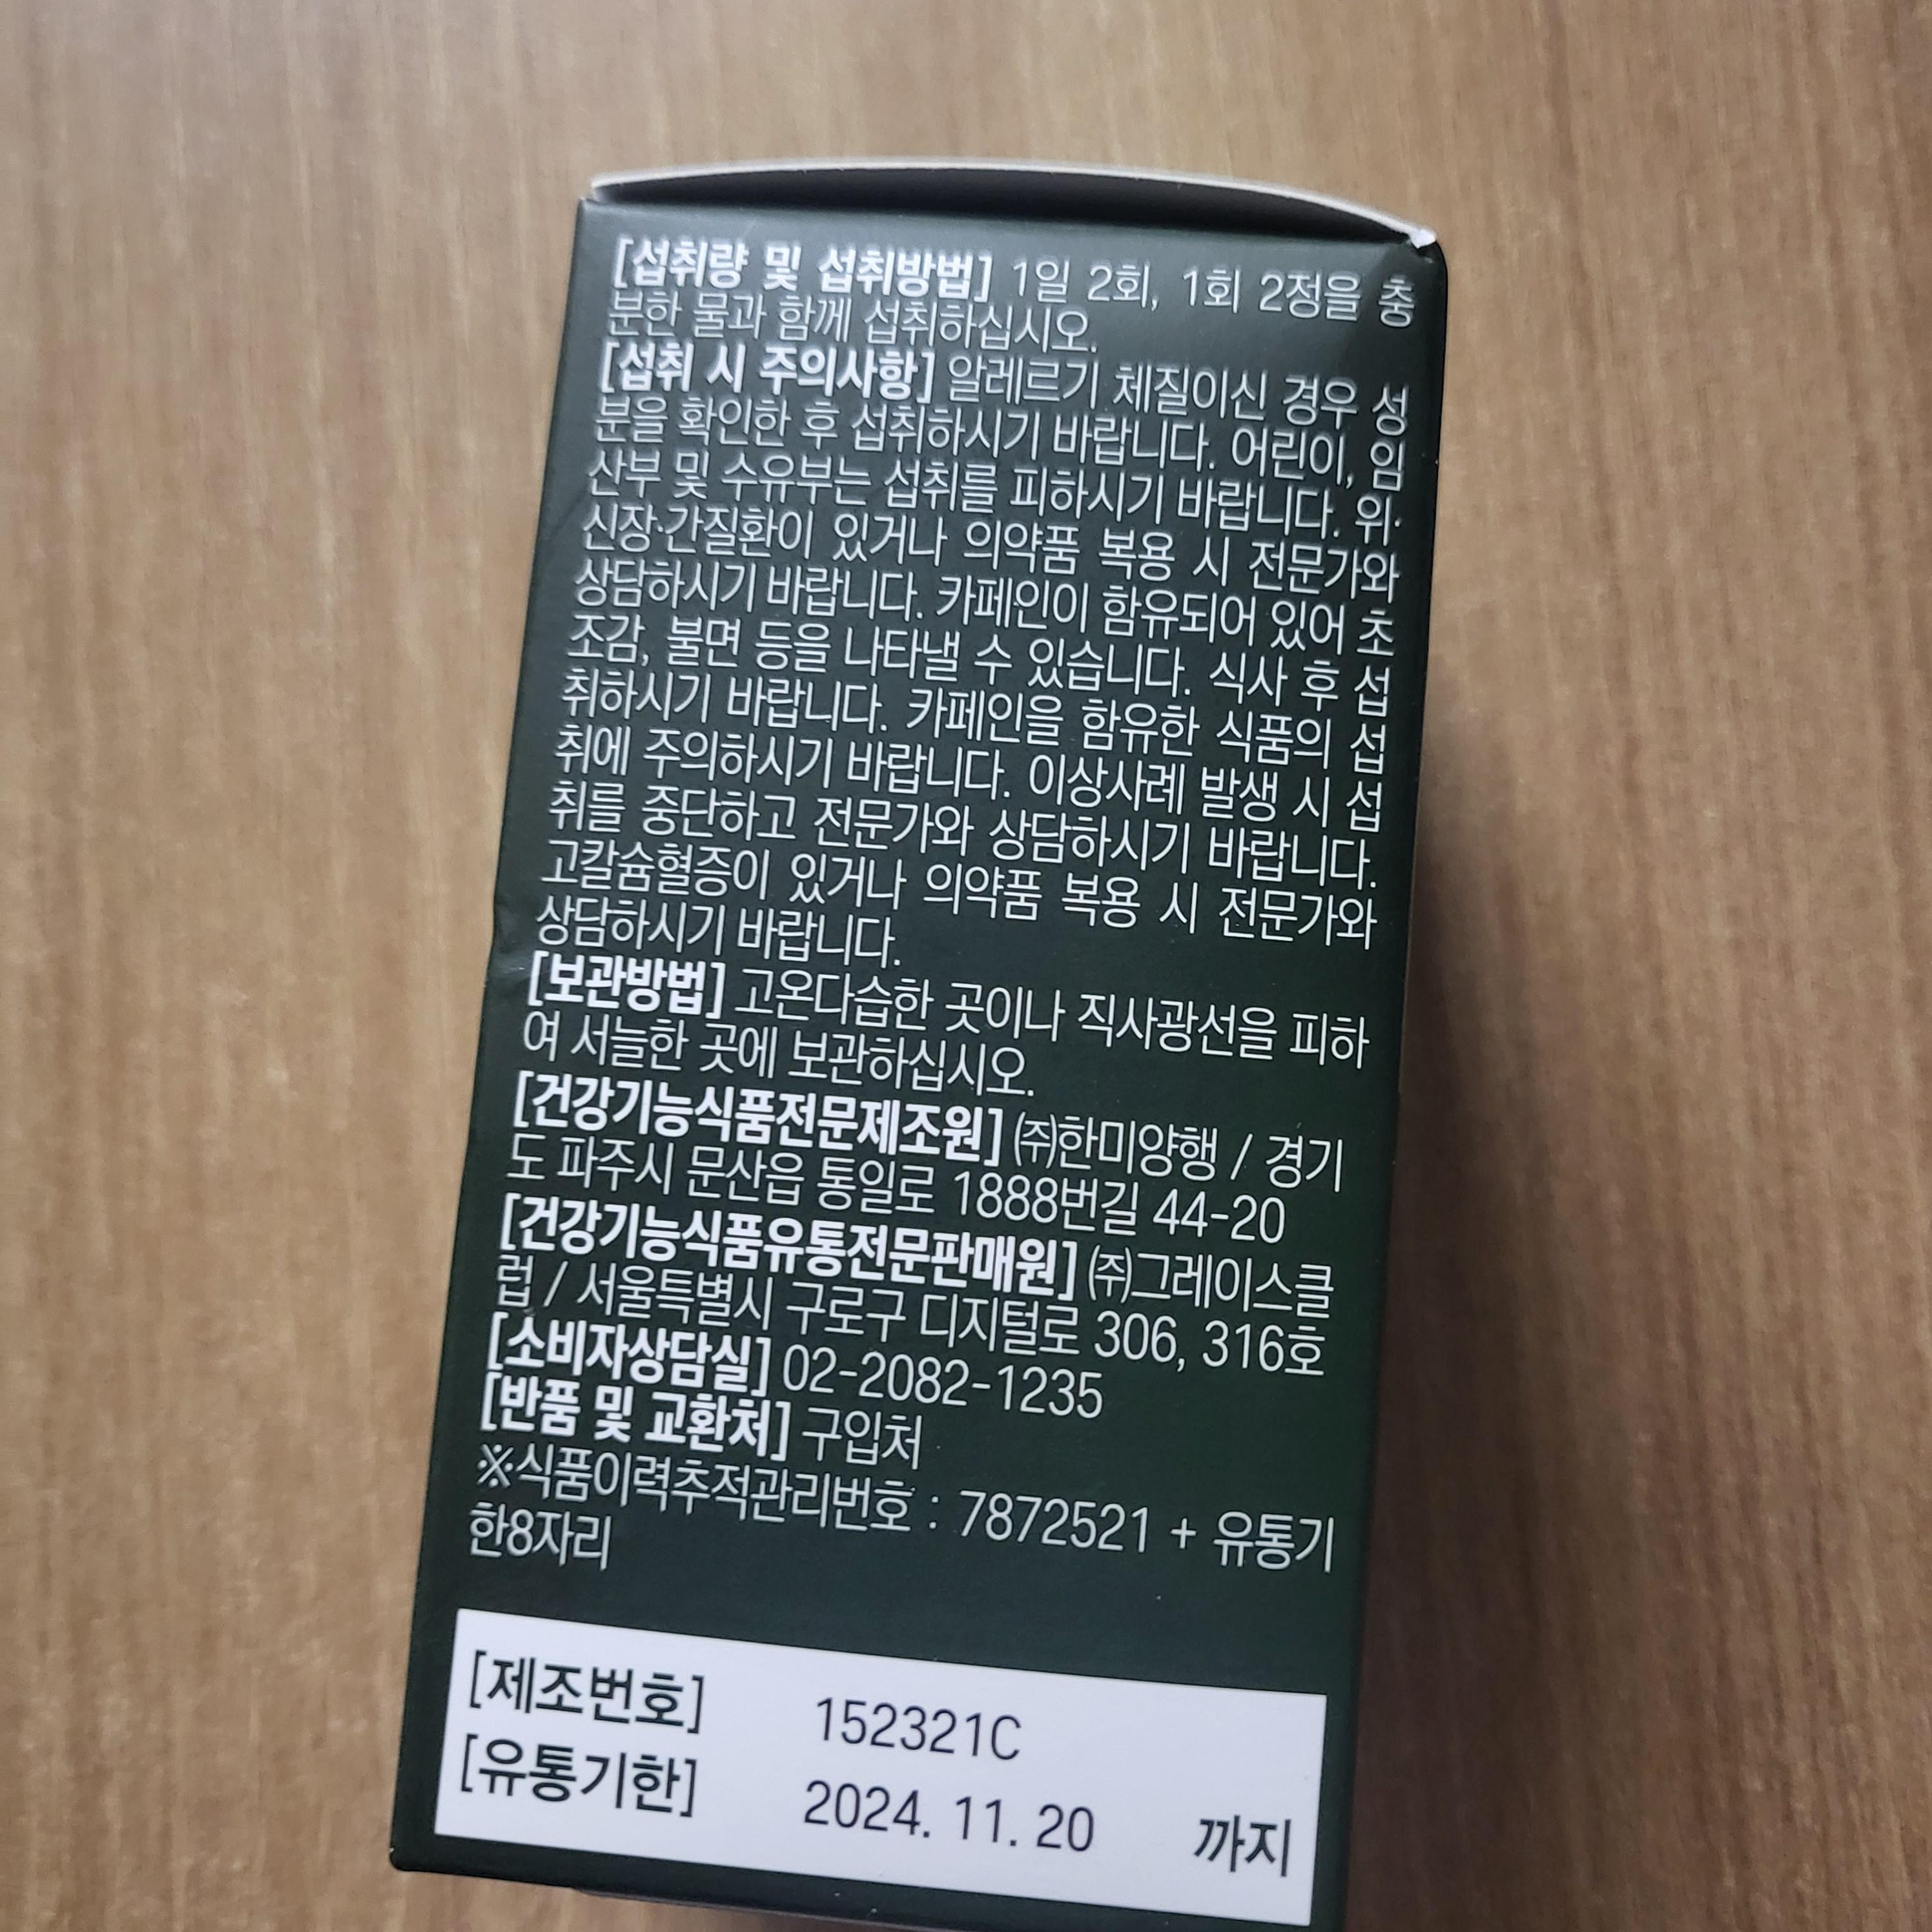 [섭취량 및 섭취방법] 1일 2회, 1회 2정을 충
분한 물과 함께 섭취하십시오.
[섭취 시 주의사항] 알레르기 체질이신 경우 성
분을 확인한 후 섭취하시기 바랍니다. 어린이, 임
산부 및 수유부는 섭취를 피하시기 바랍니다. 위·
신장·간질환이 있거나 의약품 복용 시 전문가와
상담하시기 바랍니다. 카페인이 함유되어 있어 초
조감, 불면 등을 나타낼 수 있습니다. 식사 후 섭
취하시기 바랍니다. 카페인을 함유한 식품의 섭
취에 주의하시기 바랍니다. 이상사례 발생 시 섭
취를 중단하고 전문가와 상담하시기 바랍니다.
고칼슘혈증이 있거나 의약품 복용 시 전문가와
상담하시기 바랍니다.
[보관방법] 고온다습한 곳이나 직사광선을 피하
여 서늘한 곳에 보관하십시오.
[건강기능식품전문제조원] ㈜한미양행 / 경기
도 파주시 문산읍 통일로 1888번길 44-20
[건강기능식품유통전문판매원] ㈜그레이스클
럽 / 서울특별시 구로구 디지털로 306, 316호
[소비자상담실] 02-2082-1235
[반품 및 교환처] 구입처
※식품이력추적관리번호 : 7872521 + 유통기
한8자리
[제조번호] 152321C
[유통기한] 2024. 11. 20 까지